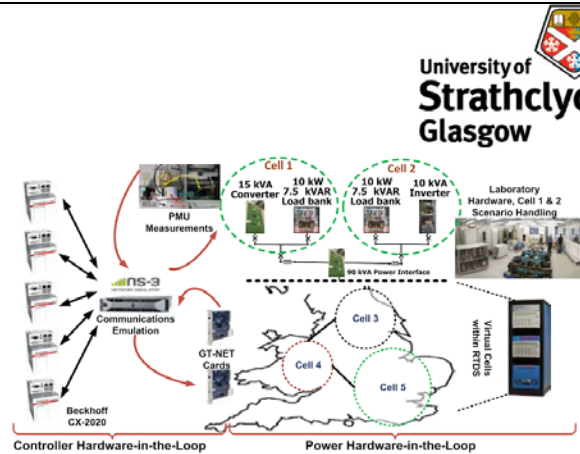 University of
Strathclyde
Glasgow
Cell 1
Cell 2
15 kVA
Converter
10 kW
7.5 kVAR
Load bank
10 kW
7.5 kVAR
Load bank
10 kVA
Inverter
PMU
Measurements
Laboratory
Hardware, Cell 1 & 2
Scenario Handling
90 kVA Power Interface
ns-3
NETWORK SIMULATOR
Communications
Emulation
GT-NET
Cards
Cell 3
Cell 4
Cell 5
Virtual Cells
within RTDS
Beckhoff
CX-2020
Controller Hardware-in-the-Loop
Power Hardware-in-the-Loop